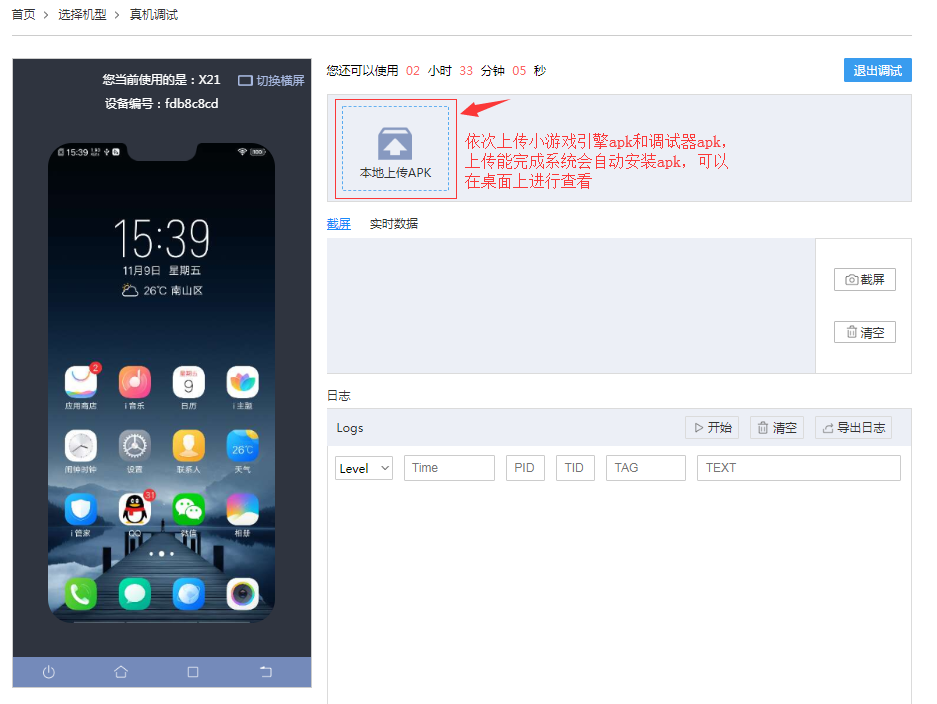 首页 > 选择机型 > 真机调试
您当前使用的是：X21
切换横屏
设备编号：fdb8c8cd
15:39
100
15:39
11月9日 星期五
26℃ 南山区
2
应用商店
i 音乐
星期五
9
日历
i 主题
闹钟时钟
设置
联系人
26℃
天气
i 管家
31
QQ
微信
相册
您还可以使用 02 小时 33 分钟 05 秒
退出调试
本地上传APK
依次上传小游戏引擎apk和调试器apk，
上传能完成系统会自动安装apk，可以
在桌面上进行查看
截屏 实时数据
截屏
清空
日志
Logs
开始
清空
导出日志
Level
Time
PID
TID
TAG
TEXT